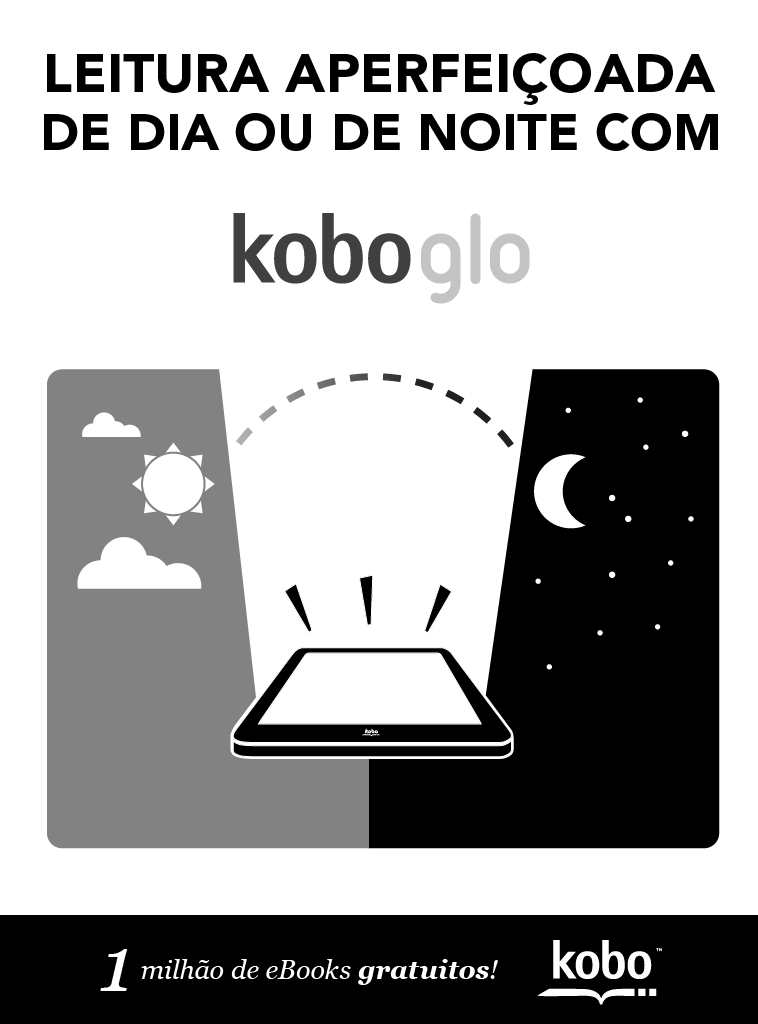 LEITURA APERFEIÇOADA
DE DIA OU DE NOITE COM
kobo glo
kobo
1 milhão de eBooks gratuitos!
kobo™